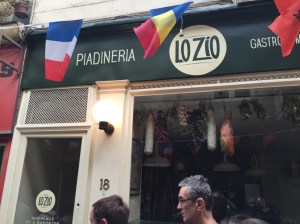 PIADINERIA
LO ZIO
GASTRO
18
LO ZIO